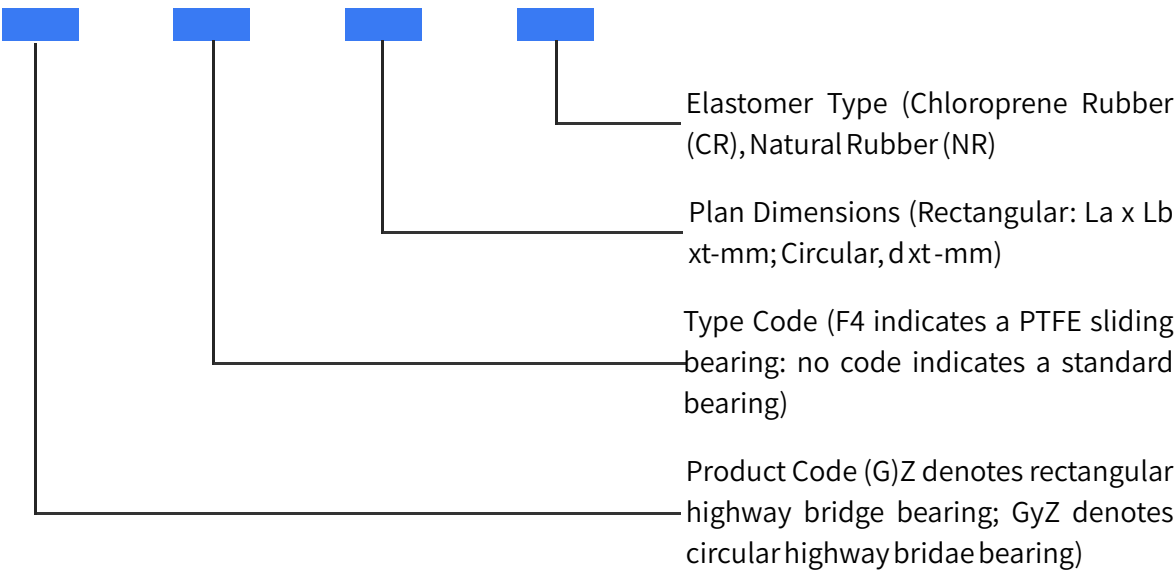 Elastomer Type (Chloroprene Rubber
(CR), Natural Rubber (NR)
Plan Dimensions (Rectangular: La x Lb
xt-mm; Circular, d xt -mm)
Type Code (F4 indicates a PTFE sliding
bearing: no code indicates a standard
bearing)
Product Code (G)Z denotes rectangular
highway bridge bearing; GyZ denotes
circular highway bridae bearing)